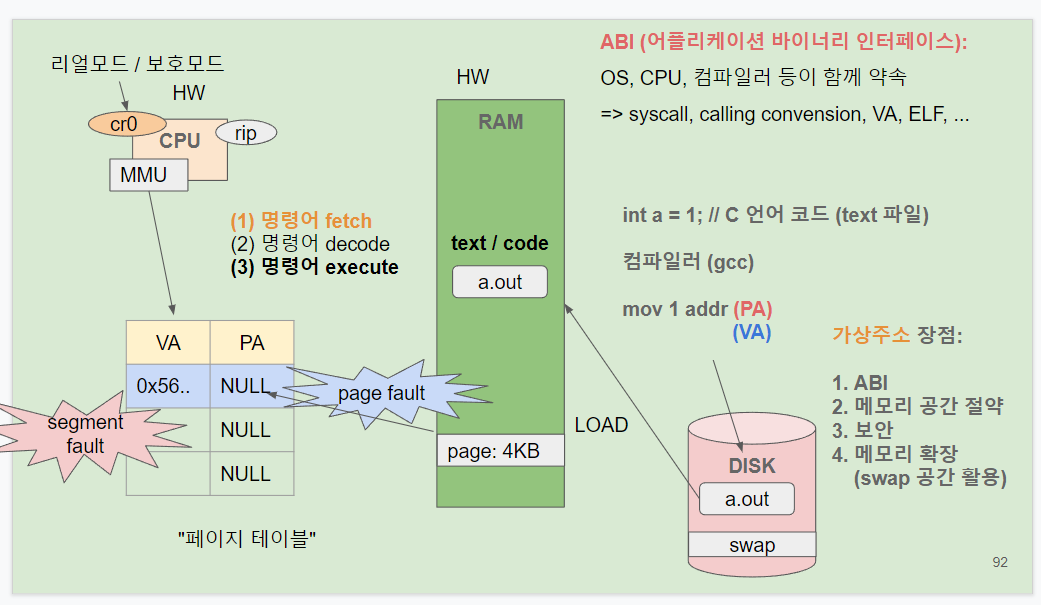 리얼모드 / 보호모드
HW
cr0
CPU
rip
MMU
(1) 명령어 fetch
(2) 명령어 decode
(3) 명령어 execute
VA
PA
0x56..
NULL
NULL
NULL
segment
fault
page fault
"페이지 테이블"
HW
RAM
text / code
a.out
page: 4KB
LOAD
ABI (어플리케이션 바이너리 인터페이스):
OS, CPU, 컴파일러 등이 함께 약속
=> syscall, calling convension, VA, ELF, ...
int a = 1; // C 언어 코드 (text 파일)
컴파일러 (gcc)
mov 1 addr (PA)
(VA)
DISK
a.out
swap
가상주소 장점:
1. ABI
2. 메모리 공간 절약
3. 보안
4. 메모리 확장
(swap 공간 활용)
92